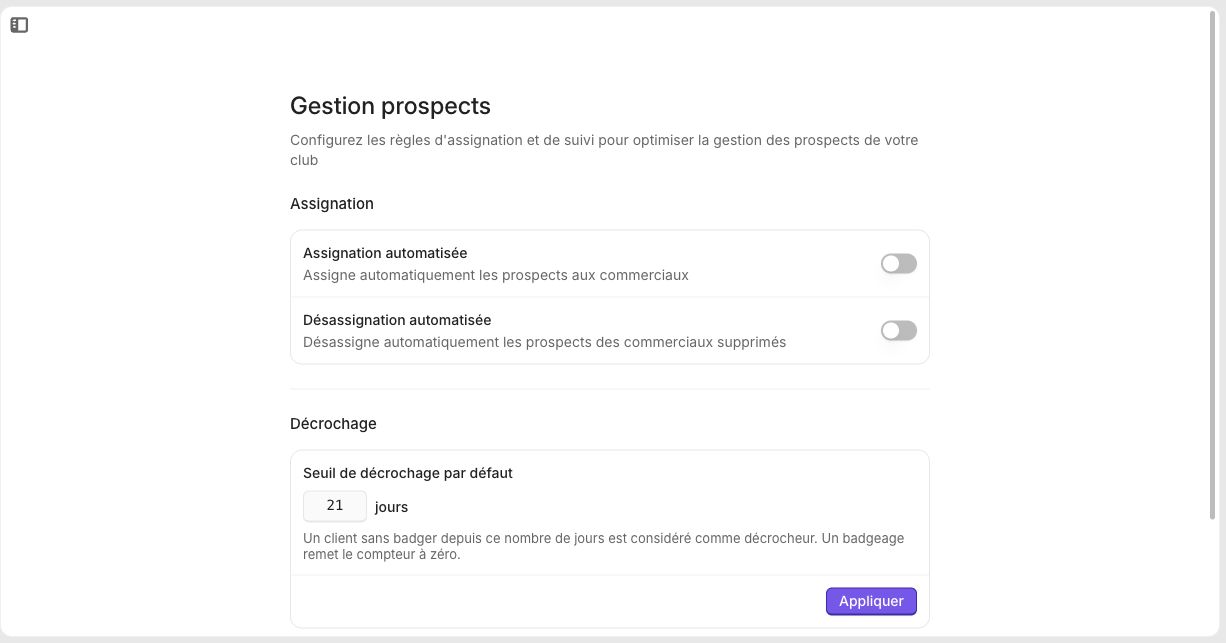 Gestion prospects
Configurez les règles d'assignation et de suivi pour optimiser la gestion des prospects de votre
club
Assignation
Assignation automatisée
Assigne automatiquement les prospects aux commerciaux
Désassignation automatisée
Désassigne automatiquement les prospects des commerciaux supprimés
Décrochage
Seuil de décrochage par défaut
21 jours
Un client sans badger depuis ce nombre de jours est considéré comme décrocheur. Un badgeage
remet le compteur à zéro.
Appliquer